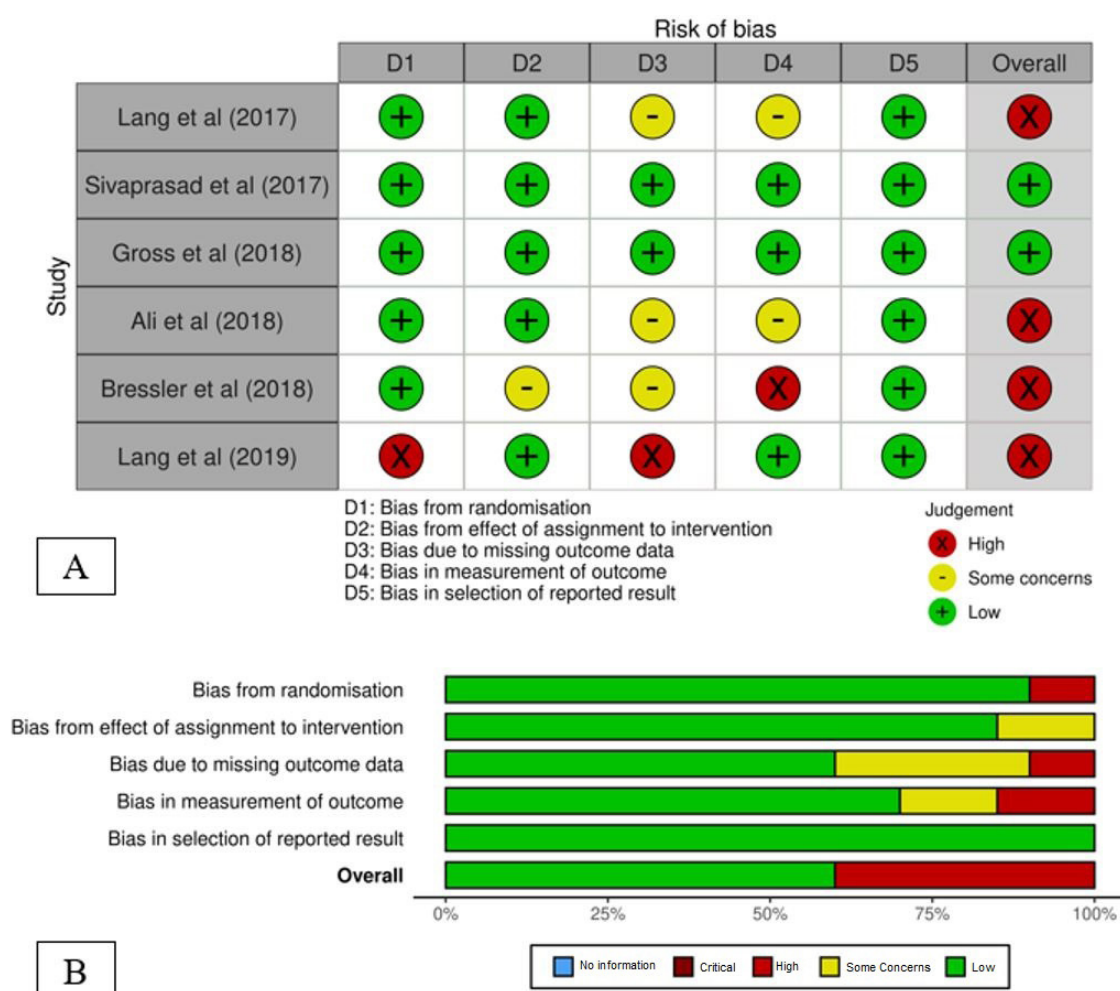 Risk of bias
D1 D2 D3 D4 D5 Overall
Lang et al (2017) + + - - + X
Sivaprasad et al (2017) + + + + + +
Gross et al (2018) + + + + + +
Ali et al (2018) + + - - + X
Bressler et al (2018) + - - X + X
Lang et al (2019) X + X + + X
Study
D1: Bias from randomisation
D2: Bias from effect of assignment to intervention
D3: Bias due to missing outcome data
D4: Bias in measurement of outcome
D5: Bias in selection of reported result
Judgement
X High
- Some concerns
+ Low
A
Bias from randomisation
Bias from effect of assignment to intervention
Bias due to missing outcome data
Bias in measurement of outcome
Bias in selection of reported result
Overall
0% 25% 50% 75% 100%
No information Critical High Some Concerns Low
B